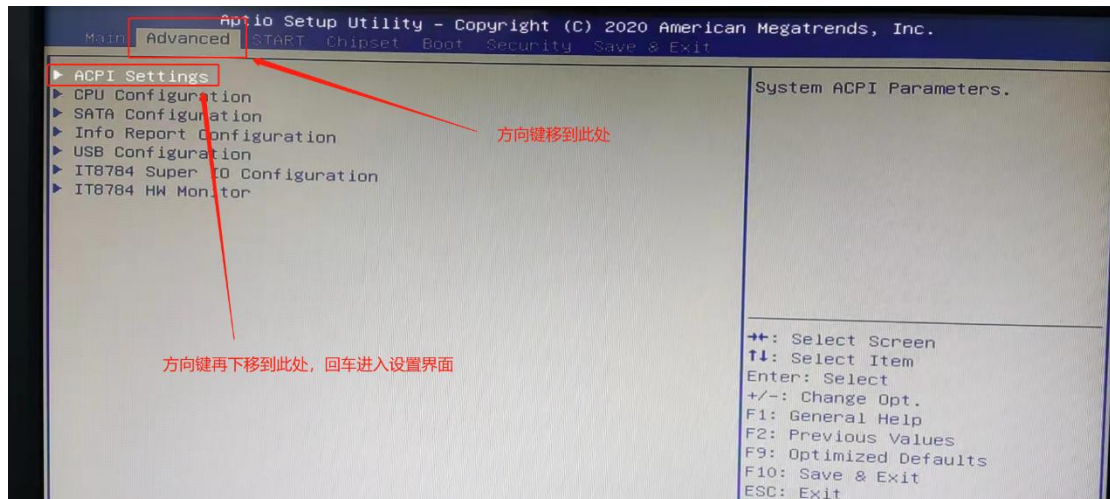 Aptio Setup Utility – Copyright (C) 2020 American Megatrends, Inc.
Main Advanced START Chipset Boot Security Save & Exit
ACPI Settings
CPU Configuration
SATA Configuration
Info Report Configuration
USB Configuration
IT8784 Super IO Configuration
IT8784 HW Monitor
方向键移到此处
方向键再下移到此处，回车进入设置界面
System ACPI Parameters.
→←: Select Screen
↑↓: Select Item
Enter: Select
+/-: Change Opt.
F1: General Help
F2: Previous Values
F9: Optimized Defaults
F10: Save & Exit
ESC: Exit